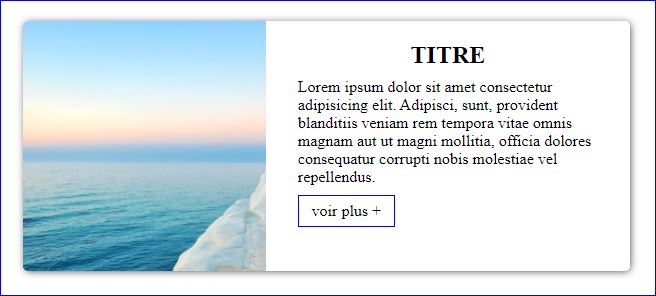 TITRE
Lorem ipsum dolor sit amet consectetur
adipisicing elit. Adipisci, sunt, provident
blanditiis veniam rem tempora vitae omnis
magnam aut ut magni mollitia, officia dolores
consequatur corrupti nobis molestiae vel
repellendus.
voir plus +